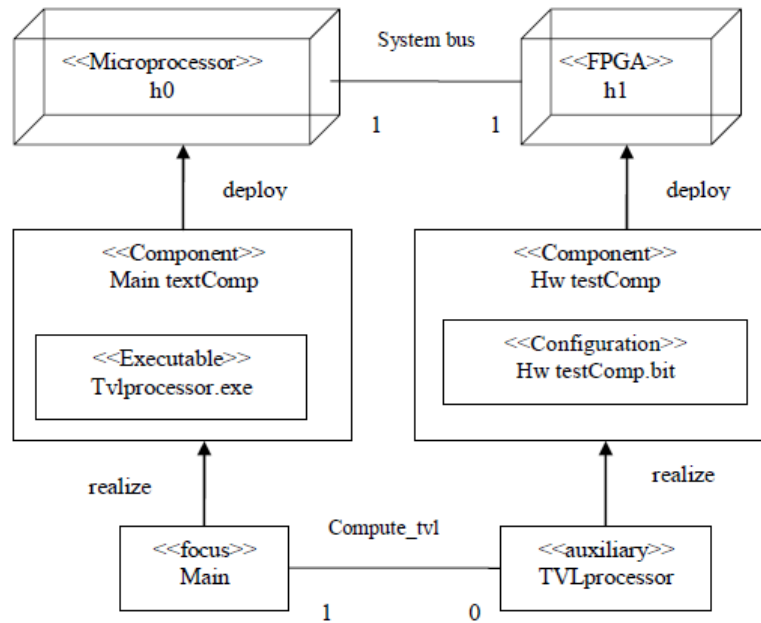 System bus
<<Microprocessor>>
h0
<<FPGA>>
h1
1
1
deploy
deploy
<<Component>>
Main textComp
<<Component>>
Hw testComp
<<Executable>>
Tvlprocessor.exe
<<Configuration>>
Hw testComp.bit
realize
realize
Compute_tvl
<<focus>>
Main
<<auxiliary>>
TVLprocessor
1
0